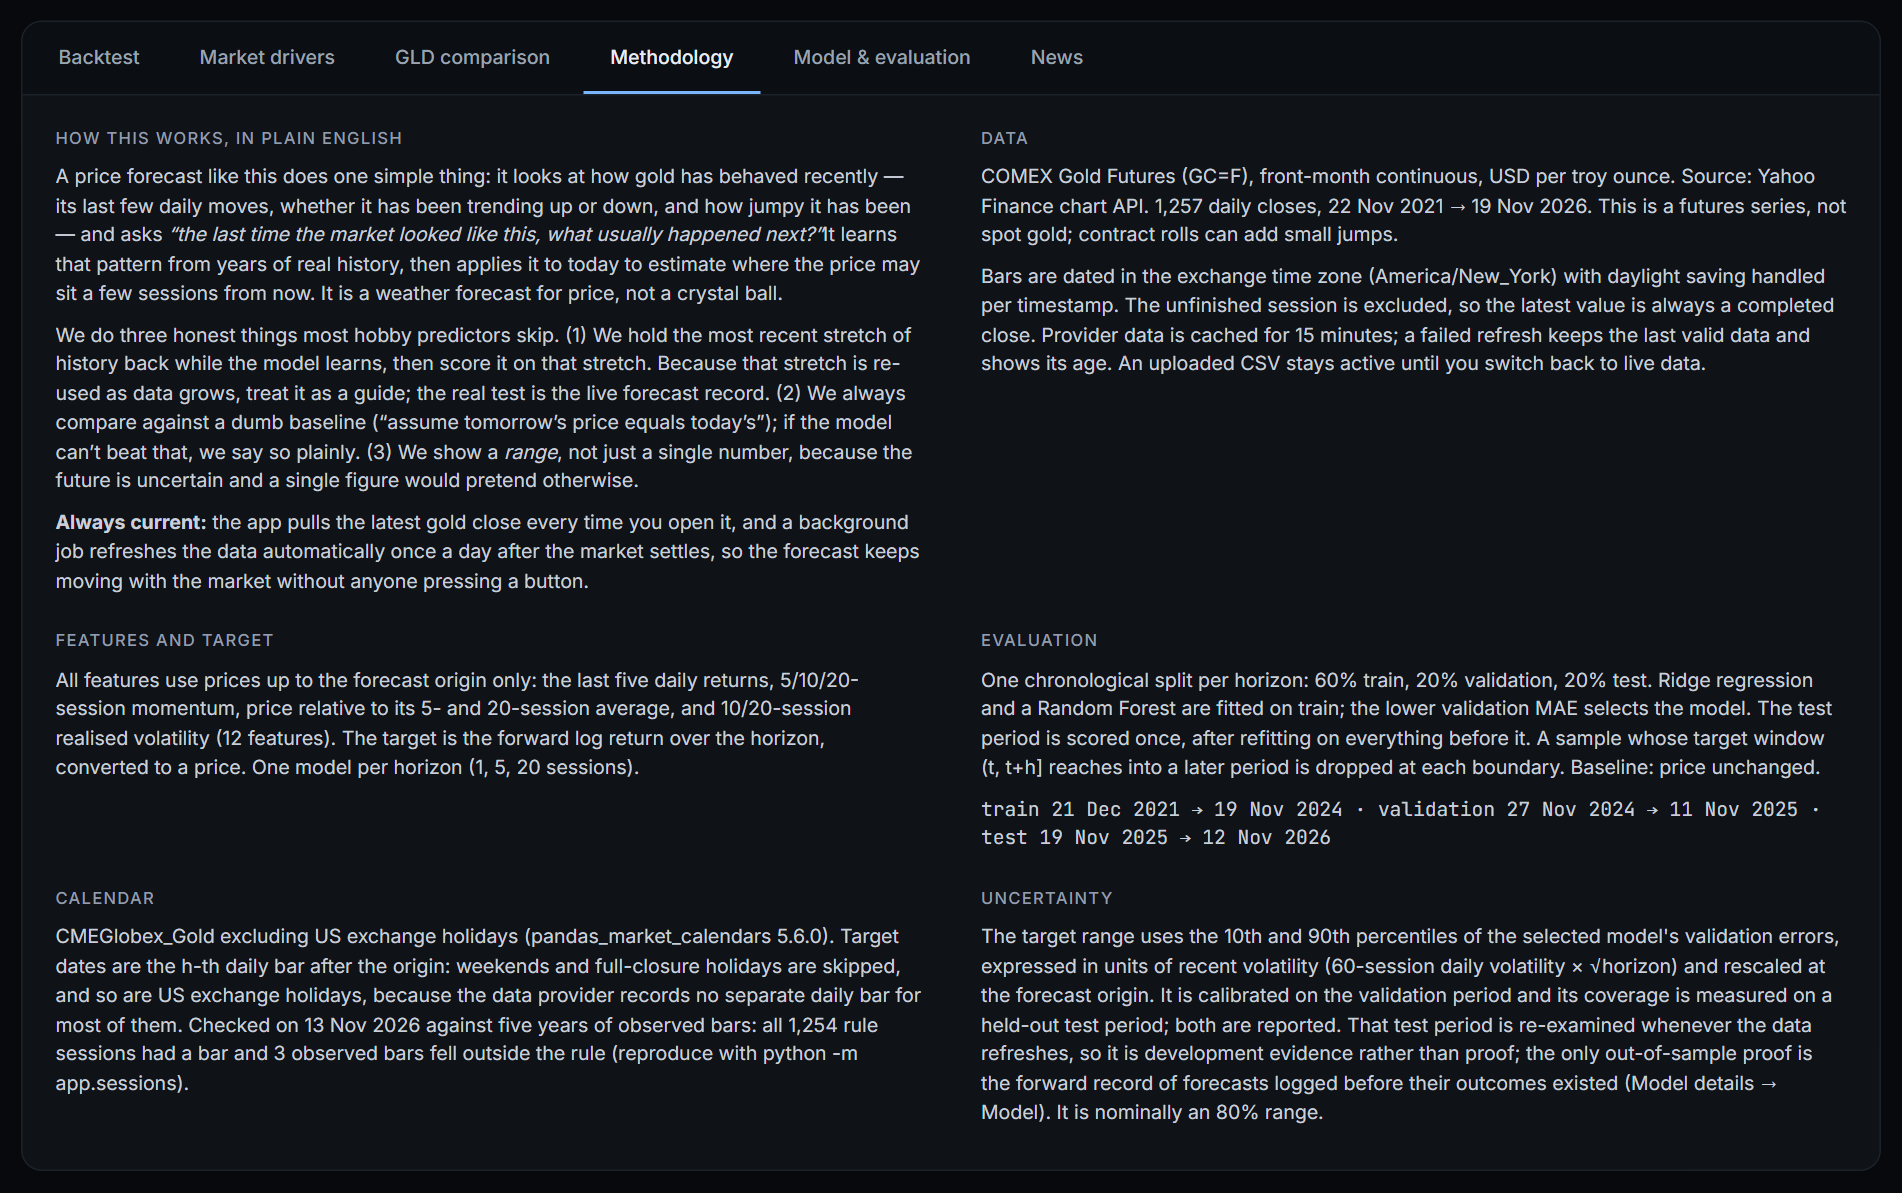 Backtest
Market drivers
GLD comparison
Methodology
Model & evaluation
News
HOW THIS WORKS, IN PLAIN ENGLISH
A price forecast like this does one simple thing: it looks at how gold has behaved recently —
its last few daily moves, whether it has been trending up or down, and how jumpy it has been
— and asks “the last time the market looked like this, what usually happened next?”It learns
that pattern from years of real history, then applies it to today to estimate where the price may
sit a few sessions from now. It is a weather forecast for price, not a crystal ball.
We do three honest things most hobby predictors skip. (1) We hold the most recent stretch of
history back while the model learns, then score it on that stretch. Because that stretch is re-
used as data grows, treat it as a guide; the real test is the live forecast record. (2) We always
compare against a dumb baseline (“assume tomorrow’s price equals today’s”); if the model
can’t beat that, we say so plainly. (3) We show a range, not just a single number, because the
future is uncertain and a single figure would pretend otherwise.
Always current: the app pulls the latest gold close every time you open it, and a background
job refreshes the data automatically once a day after the market settles, so the forecast keeps
moving with the market without anyone pressing a button.
DATA
COMEX Gold Futures (GC=F), front-month continuous, USD per troy ounce. Source: Yahoo
Finance chart API. 1,257 daily closes, 22 Nov 2021 → 19 Nov 2026. This is a futures series, not
spot gold; contract rolls can add small jumps.
Bars are dated in the exchange time zone (America/New_York) with daylight saving handled
per timestamp. The unfinished session is excluded, so the latest value is always a completed
close. Provider data is cached for 15 minutes; a failed refresh keeps the last valid data and
shows its age. An uploaded CSV stays active until you switch back to live data.
FEATURES AND TARGET
All features use prices up to the forecast origin only: the last five daily returns, 5/10/20-
session momentum, price relative to its 5- and 20-session average, and 10/20-session
realised volatility (12 features). The target is the forward log return over the horizon,
converted to a price. One model per horizon (1, 5, 20 sessions).
EVALUATION
One chronological split per horizon: 60% train, 20% validation, 20% test. Ridge regression
and a Random Forest are fitted on train; the lower validation MAE selects the model. The test
period is scored once, after refitting on everything before it. A sample whose target window
(t, t+h] reaches into a later period is dropped at each boundary. Baseline: price unchanged.
train 21 Dec 2021 → 19 Nov 2024 · validation 27 Nov 2024 → 11 Nov 2025 ·
test 19 Nov 2025 → 12 Nov 2026
CALENDAR
CMEGlobex_Gold excluding US exchange holidays (pandas_market_calendars 5.6.0). Target
dates are the h-th daily bar after the origin: weekends and full-closure holidays are skipped,
and so are US exchange holidays, because the data provider records no separate daily bar for
most of them. Checked on 13 Nov 2026 against five years of observed bars: all 1,254 rule
sessions had a bar and 3 observed bars fell outside the rule (reproduce with python -m
app.sessions).
UNCERTAINTY
The target range uses the 10th and 90th percentiles of the selected model's validation errors,
expressed in units of recent volatility (60-session daily volatility × √horizon) and rescaled at
the forecast origin. It is calibrated on the validation period and its coverage is measured on a
held-out test period; both are reported. That test period is re-examined whenever the data
refreshes, so it is development evidence rather than proof; the only out-of-sample proof is
the forward record of forecasts logged before their outcomes existed (Model details →
Model). It is nominally an 80% range.